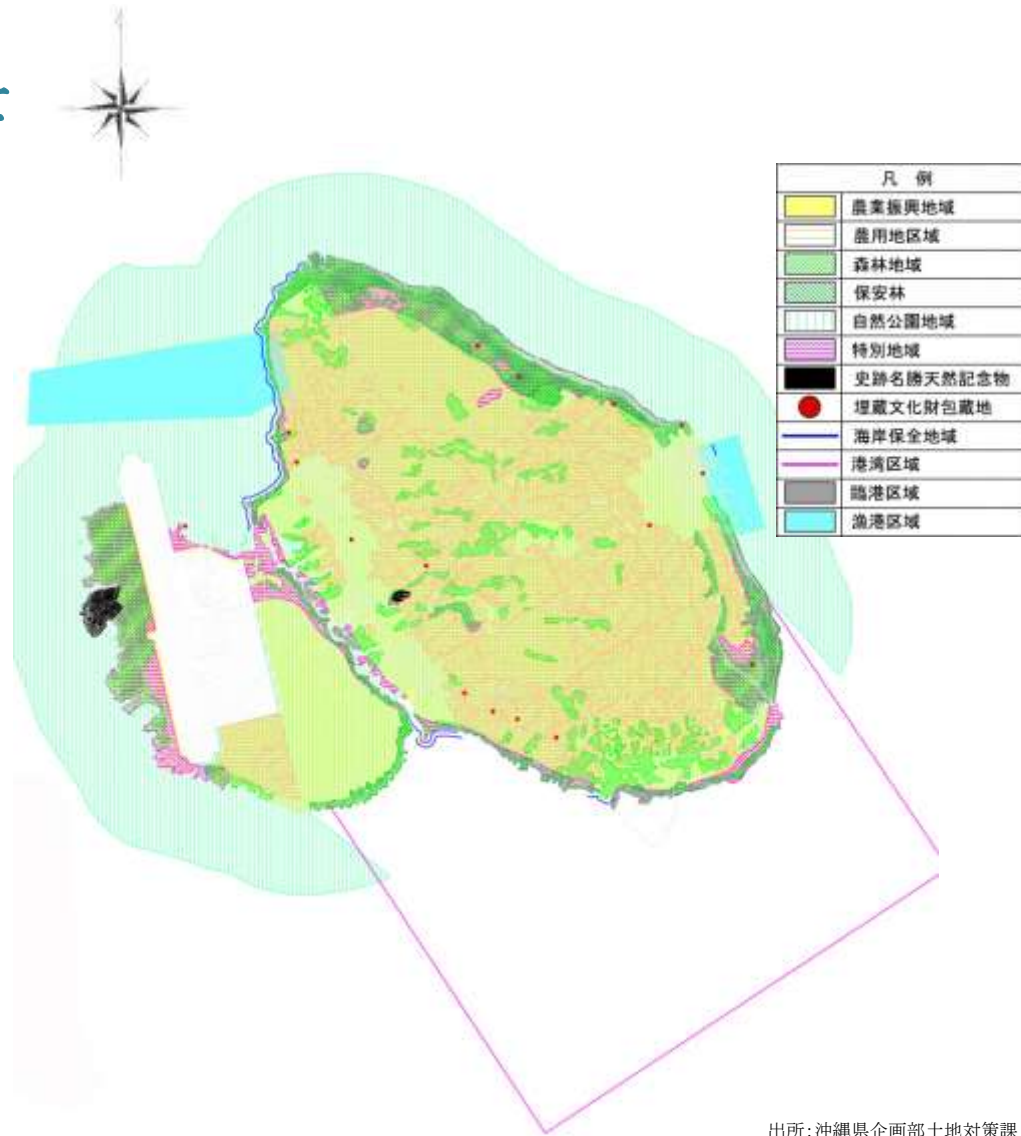 凡 例
農業振興地域
農用地区域
森林地域
保安林
自然公園地域
特別地域
史跡名勝天然記念物
埋蔵文化財包蔵地
海岸保全地域
港湾区域
臨港区域
漁港区域
出所:沖縄県企画部土地対策課